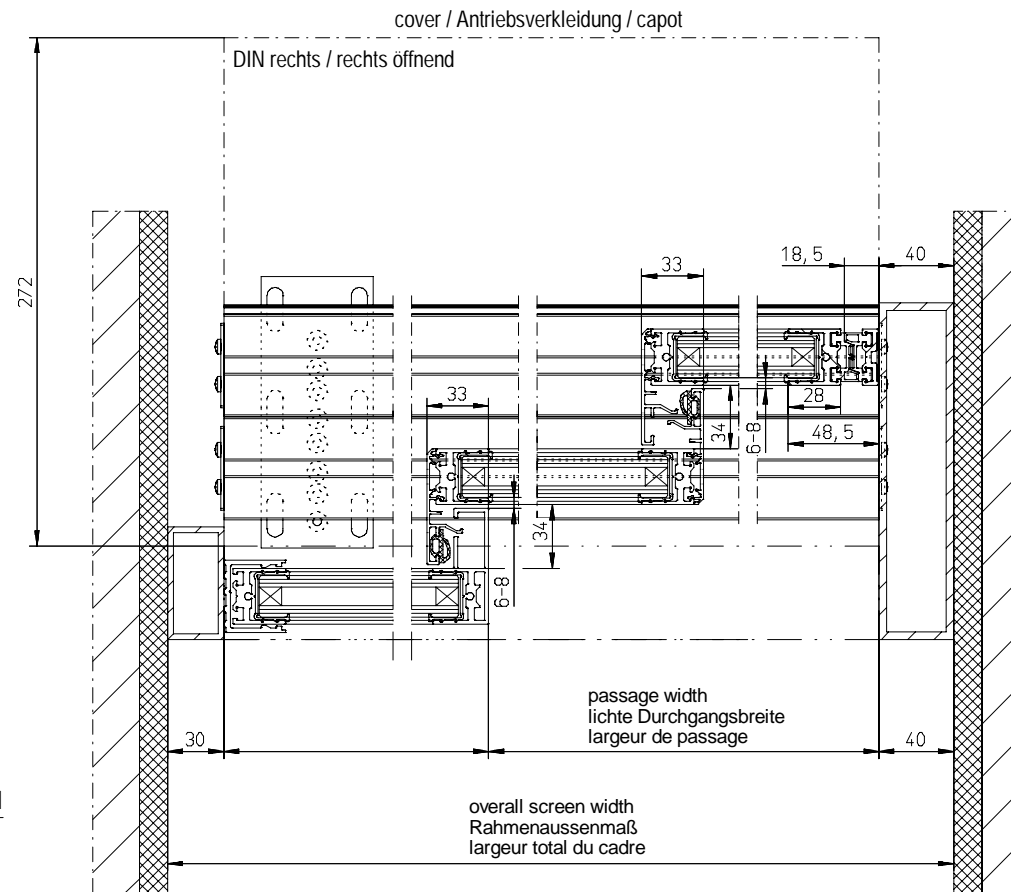 cover / Antriebsverkleidung / capot
DIN rechts / rechts öffnend
272
18,5
40
33
33
28
48,5
34
6-8
34
6-8
passage width
lichte Durchgangsbreite
largeur de passage
30
40
overall screen width
Rahmenaussenmaß
largeur total du cadre